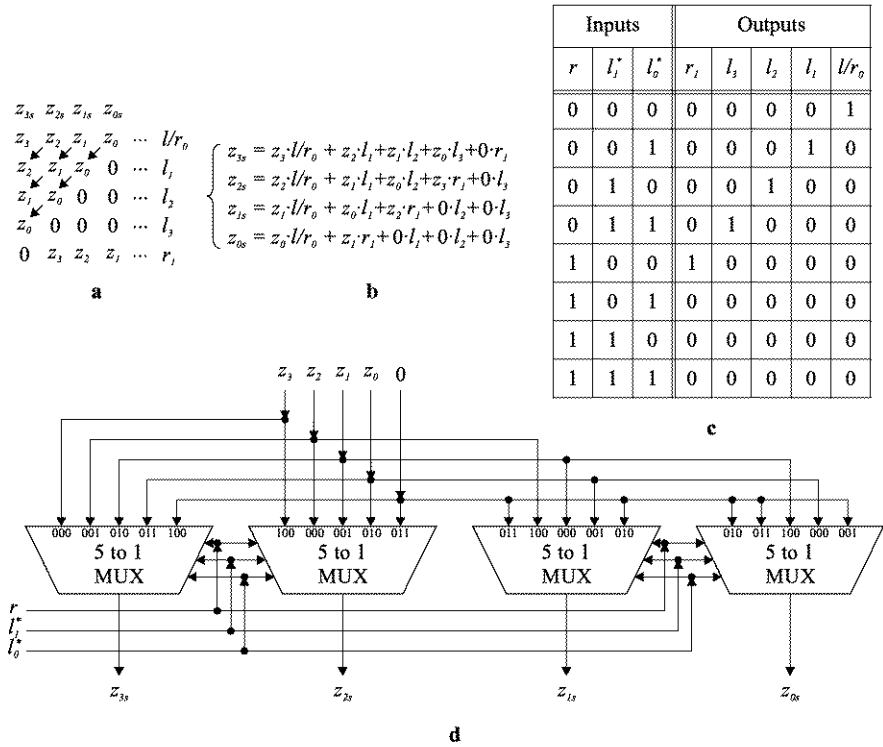 z3s z2s z1s z0s
z3 z2 z1 z0 ··· l/r0
z2 z1 z0 0 ··· l1
z1 z0 0 0 ··· l2
z0 0 0 0 ··· l3
0 z3 z2 z1 ··· r1
a
z3s = z3·l/r0 + z2·l1+z1·l2+z0·l3+0·r1
z2s = z2·l/r0 + z1·l1+z0·l2+z3·r1+0·l3
z1s = z1·l/r0 + z0·l1+z2·r1+0·l2+0·l3
z0s = z0·l/r0 + z1·r1+0·l1+0·l2+0·l3
b
Inputs Outputs
r l1* l0* r1 l3 l2 l1 l/r0
0 0 0 0 0 0 0 1
0 0 1 0 0 0 1 0
0 1 0 0 0 1 0 0
0 1 1 0 1 0 0 0
1 0 0 1 0 0 0 0
1 0 1 0 0 0 0 0
1 1 0 0 0 0 0 0
1 1 1 0 0 0 0 0
c
z3 z2 z1 z0 0
000 001 010 011 100 100 000 001 010 011 011 100 000 001 010 010 011 100 000 001
5 to 1 5 to 1 5 to 1 5 to 1
MUX MUX MUX MUX
r
l1*
l0*
z3s z2s z1s z0s
d